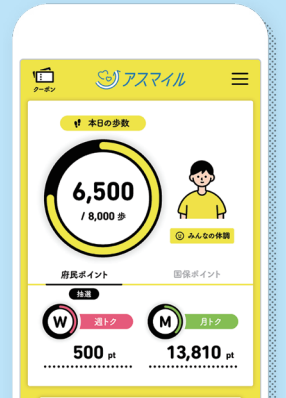 クーポン
アスマイル
本日の歩数
6,500
/ 8,000 歩
みんなの体調
府民ポイント
国保ポイント
抽選
W 週トク
M 月トク
500 pt
13,810 pt